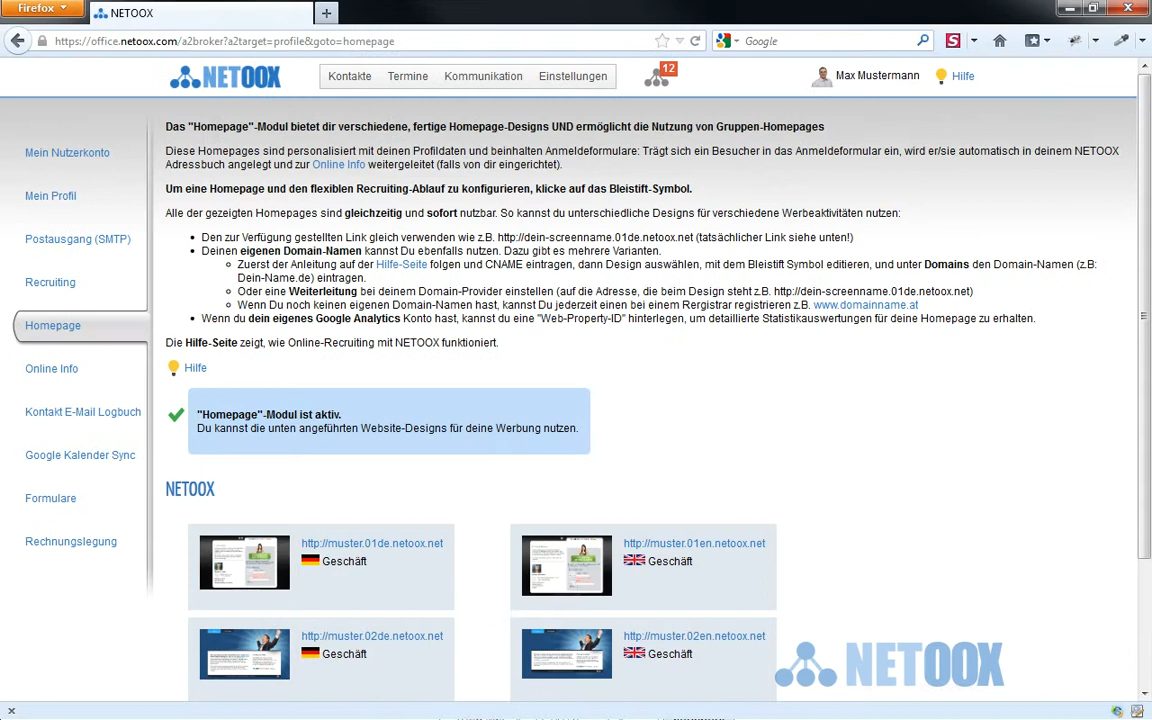 Firefox
NETOOX
https://office.netoox.com/a2broker?a2target=profile&goto=homepage
Google
NETOOX
Kontakte Termine Kommunikation Einstellungen
12
Max Mustermann
Hilfe
Mein Nutzerkonto
Mein Profil
Postausgang (SMTP)
Recruiting
Homepage
Online Info
Kontakt E-Mail Logbuch
Google Kalender Sync
Formulare
Rechnungslegung
Das "Homepage"-Modul bietet dir verschiedene, fertige Homepage-Designs UND ermöglicht die Nutzung von Gruppen-Homepages
Diese Homepages sind personalisiert mit deinen Profildaten und beinhalten Anmeldeformulare: Trägt sich ein Besucher in das Anmeldeformular ein, wird er/sie automatisch in deinem NETOOX
Adressbuch angelegt und zur Online Info weitergeleitet (falls von dir eingerichtet).
Um eine Homepage und den flexiblen Recruiting-Ablauf zu konfigurieren, klicke auf das Bleistift-Symbol.
Alle der gezeigten Homepages sind gleichzeitig und sofort nutzbar. So kannst du unterschiedliche Designs für verschiedene Werbeaktivitäten nutzen:
Den zur Verfügung gestellten Link gleich verwenden wie z.B. http://dein-screenname.01de.netoox.net (tatsächlicher Link siehe unten!)
Deinen eigenen Domain-Namen kannst Du ebenfalls nutzen. Dazu gibt es mehrere Varianten.
Zuerst der Anleitung auf der Hilfe-Seite folgen und CNAME eintragen, dann Design auswählen, mit dem Bleistift Symbol editieren, und unter Domains den Domain-Namen (z.B:
Dein-Name.de) eintragen.
Oder eine Weiterleitung bei deinem Domain-Provider einstellen (auf die Adresse, die beim Design steht z.B. http://dein-screenname.01de.netoox.net)
Wenn Du noch keinen eigenen Domain-Namen hast, kannst Du jederzeit einen bei einem Rergistrar registrieren z.B. www.domainname.at
Wenn du dein eigenes Google Analytics Konto hast, kannst du eine "Web-Property-ID" hinterlegen, um detaillierte Statistikauswertungen für deine Homepage zu erhalten.
Die Hilfe-Seite zeigt, wie Online-Recruiting mit NETOOX funktioniert.
Hilfe
"Homepage"-Modul ist aktiv.
Du kannst die unten angeführten Website-Designs für deine Werbung nutzen.
NETOOX
http://muster.01de.netoox.net
Geschäft
http://muster.01en.netoox.net
Geschäft
http://muster.02de.netoox.net
Geschäft
http://muster.02en.netoox.net
Geschäft
NETOOX